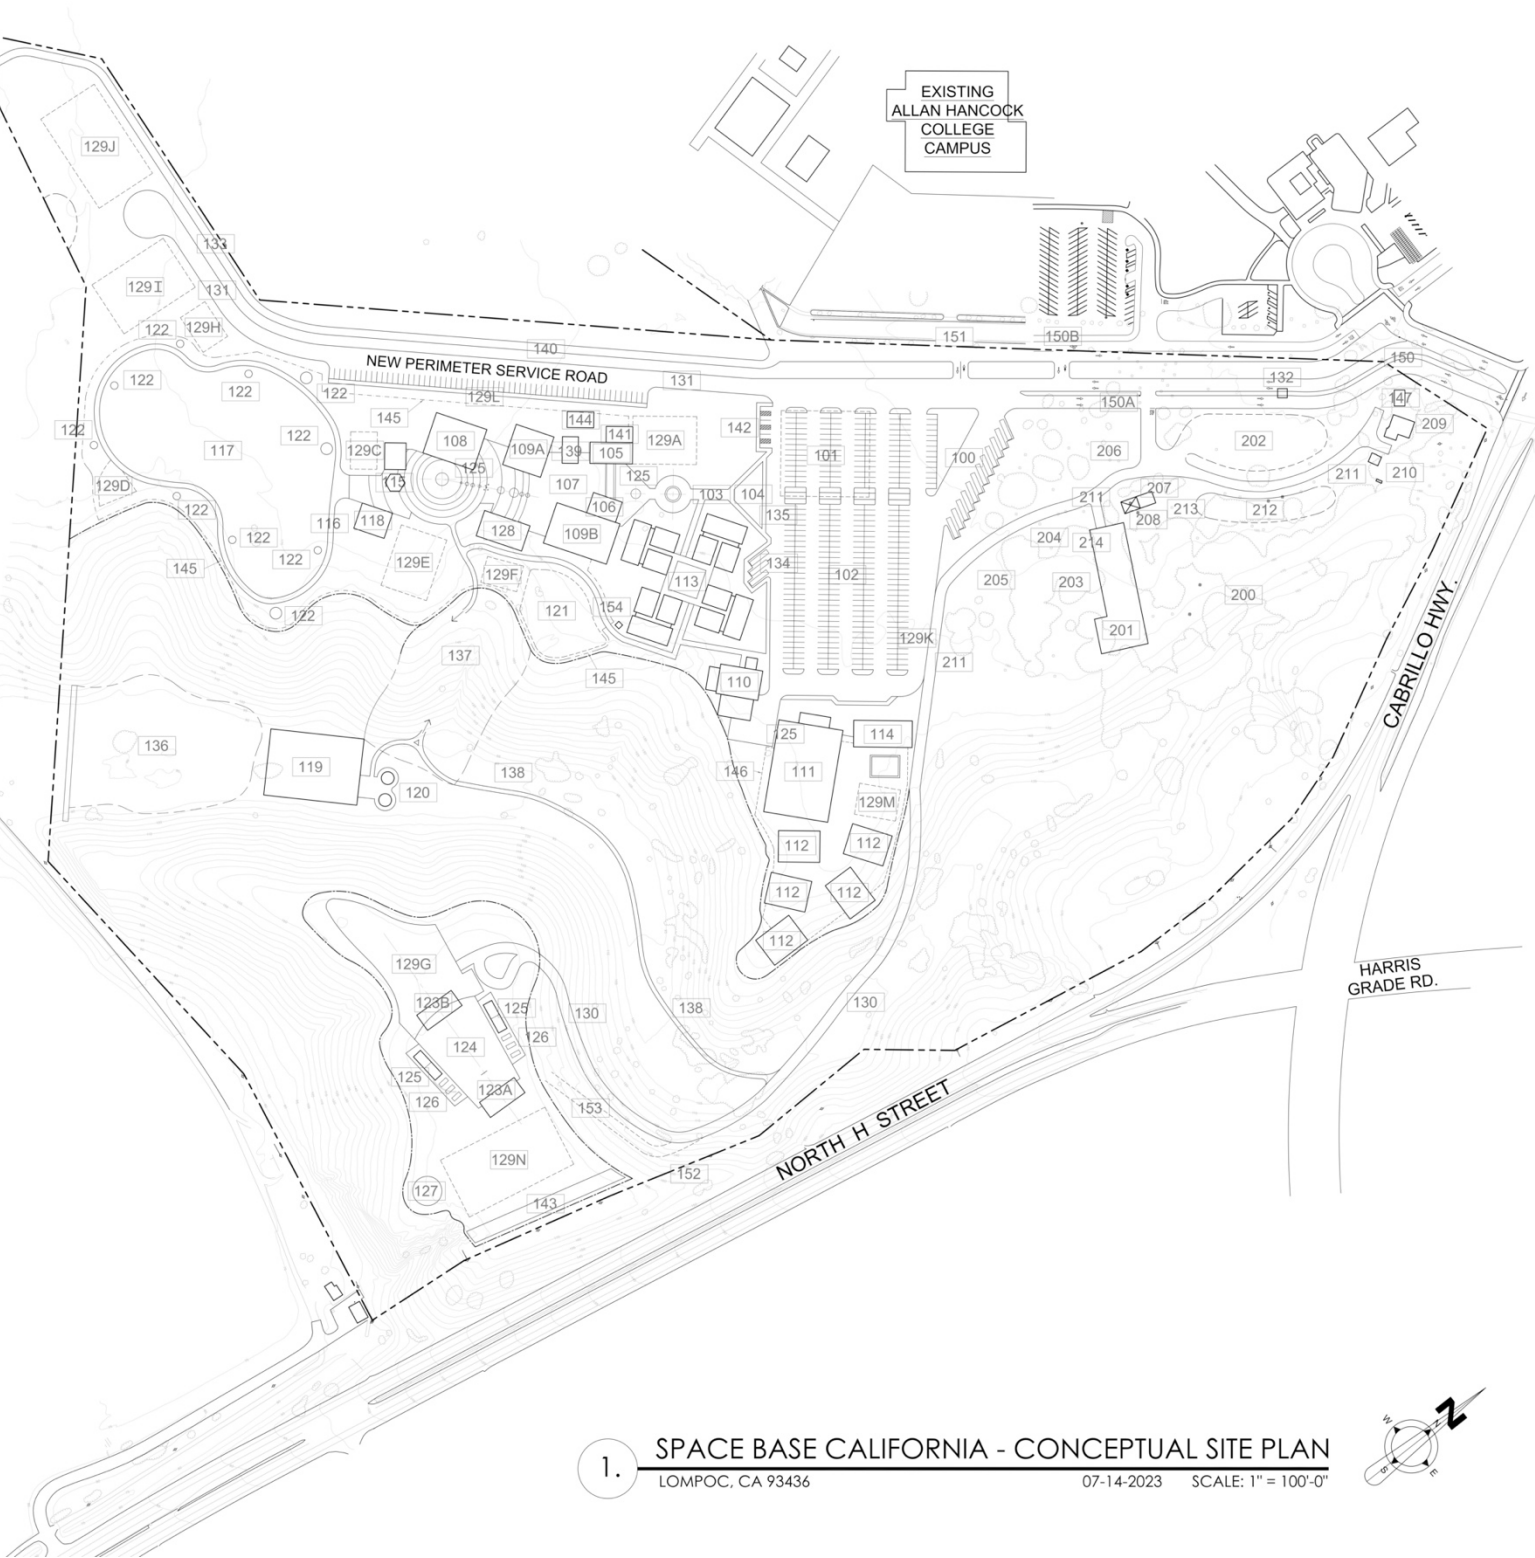 EXISTING
ALLAN HANCOCK
COLLEGE
CAMPUS
129J
133
129I
131
122
129H
140
151
150B
150
NEW PERIMETER SERVICE ROAD
131
132
122
122
122
129L
150A
147
145
144
142
209
122
122
108
109A
141
129A
202
117
129C
139
105
101
100
206
125
125
211
210
129D
115
107
103
104
207
211
122
106
135
213
212
116
118
128
109B
208
122
204
214
122
129E
134
145
129F
113
102
205
203
200
122
121
154
129K
201
CABRILLO HWY.
137
211
145
110
136
125
114
119
138
146
111
120
129M
112
112
112
112
112
129G
HARRIS
GRADE RD.
123B
125
138
130
130
126
124
125
123A
126
153
NORTH H STREET
129N
152
127
143
1.
SPACE BASE CALIFORNIA - CONCEPTUAL SITE PLAN
LOMPOC, CA 93436
07-14-2023 SCALE: 1" = 100'-0"
N
W
N
S
E